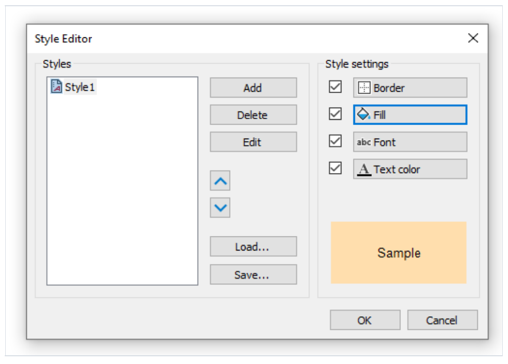 Style Editor
Styles
Style1
Add
Delete
Edit
Load...
Save...
Style settings
Border
Fill
abc Font
A Text color
Sample
OK
Cancel